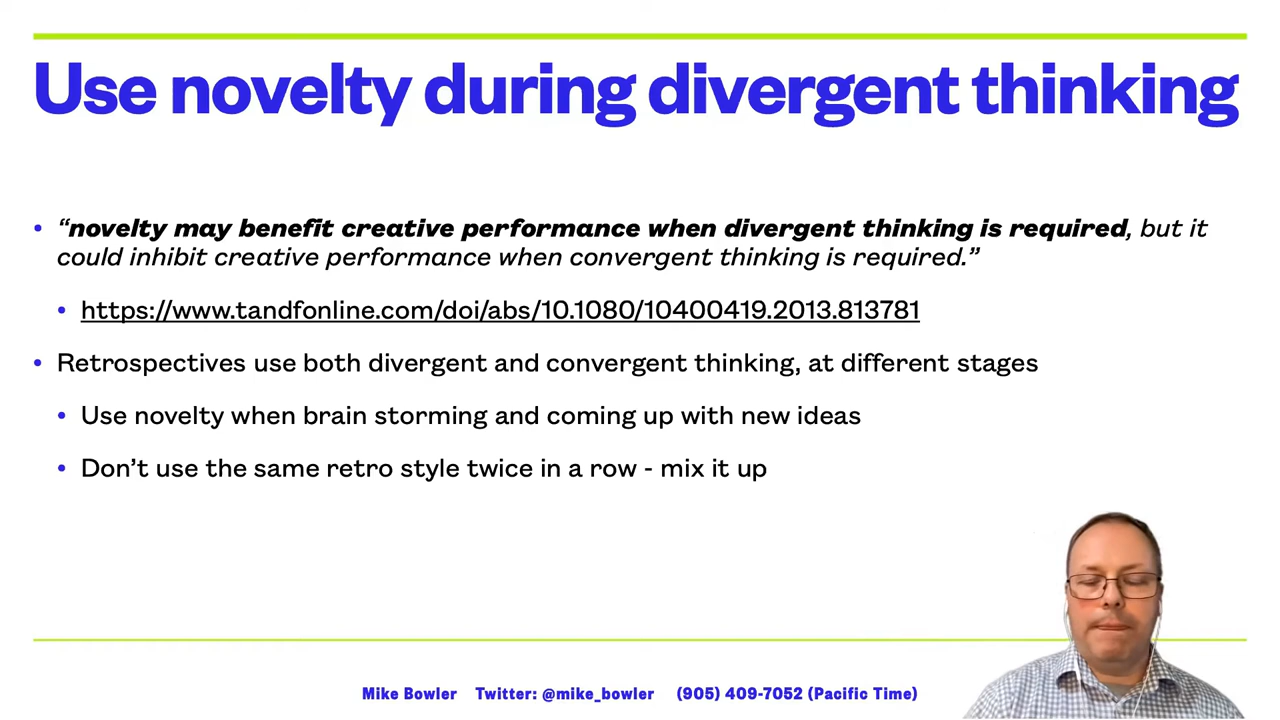 Use novelty during divergent thinking
• “novelty may benefit creative performance when divergent thinking is required, but it
could inhibit creative performance when convergent thinking is required.”
• https://www.tandfonline.com/doi/abs/10.1080/10400419.2013.813781
• Retrospectives use both divergent and convergent thinking, at different stages
• Use novelty when brain storming and coming up with new ideas
• Don’t use the same retro style twice in a row - mix it up
Mike Bowler Twitter: @mike_bowler (905) 409-7052 (Pacific Time)